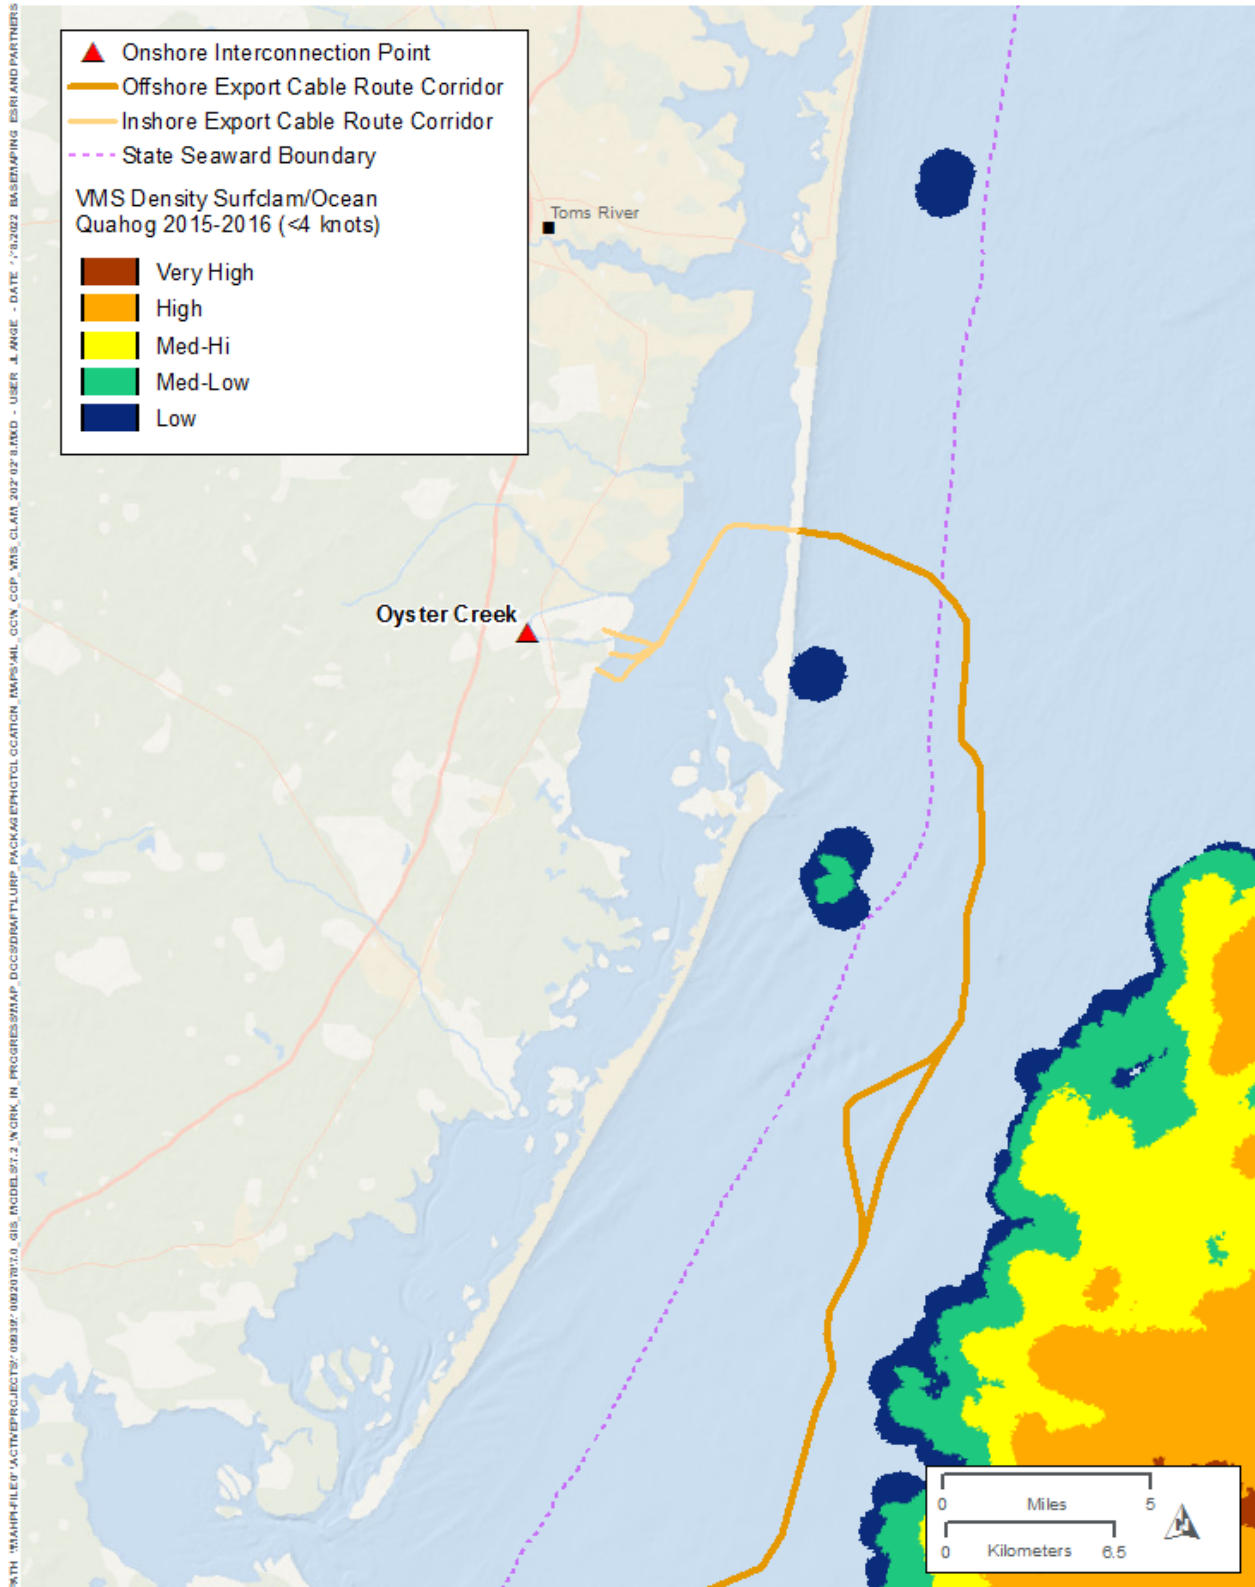 Onshore Interconnection Point
Offshore Export Cable Route Corridor
Inshore Export Cable Route Corridor
State Seaward Boundary
VMS Density Surfclam/Ocean
Quahog 2015-2016 (<4 knots)
Very High
High
Med-Hi
Med-Low
Low
Toms River
Oyster Creek
0 Miles 5
0 Kilometers 6.5
N